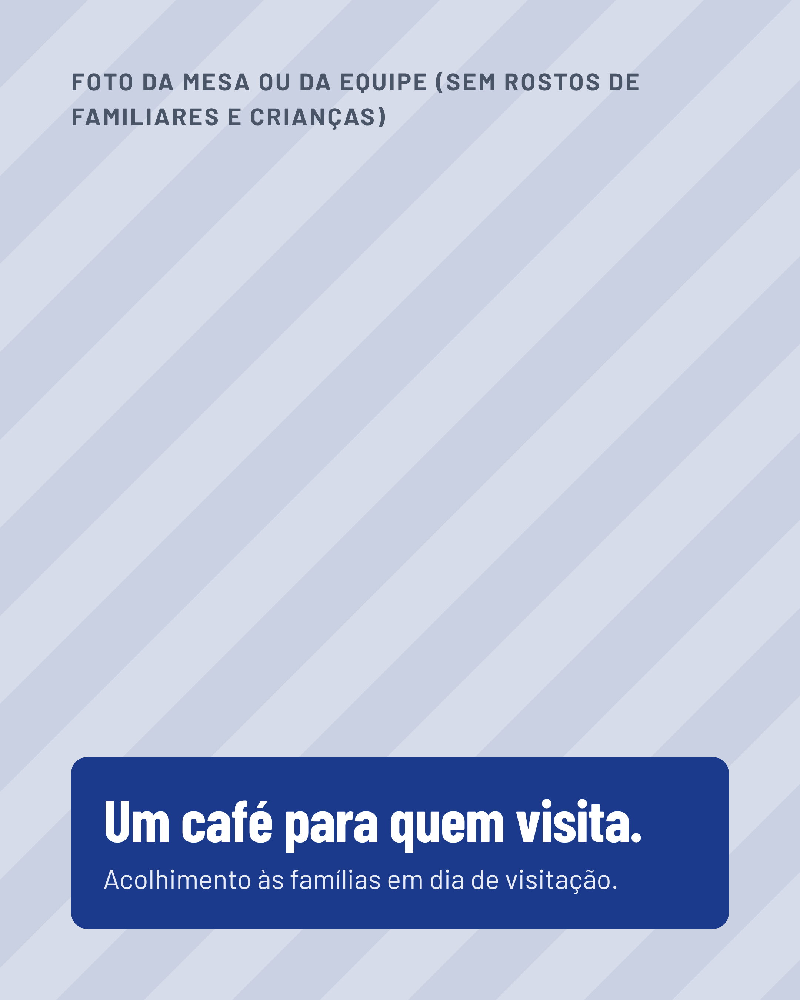 FOTO DA MESA OU DA EQUIPE (SEM ROSTOS DE
FAMILIARES E CRIANÇAS)
Um café para quem visita.
Acolhimento às famílias em dia de visitação.